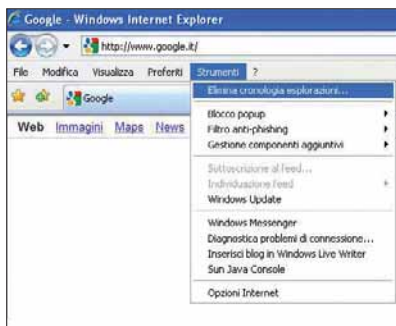 Google - Windows Internet Explorer
http://www.google.it/
File Modifica Visualizza Preferiti Strumenti ?
Google
Elimina cronologia esplorazioni...
Web Immagini Maps News
Blocco popup
Filtro anti-phishing
Gestione componenti aggiuntivi
Sottoscrizione al feed...
Individuazione feed
Windows Update
Windows Messenger
Diagnostica problemi di connessione...
Inserisci blog in Windows Live Writer
Sun Java Console
Opzioni Internet